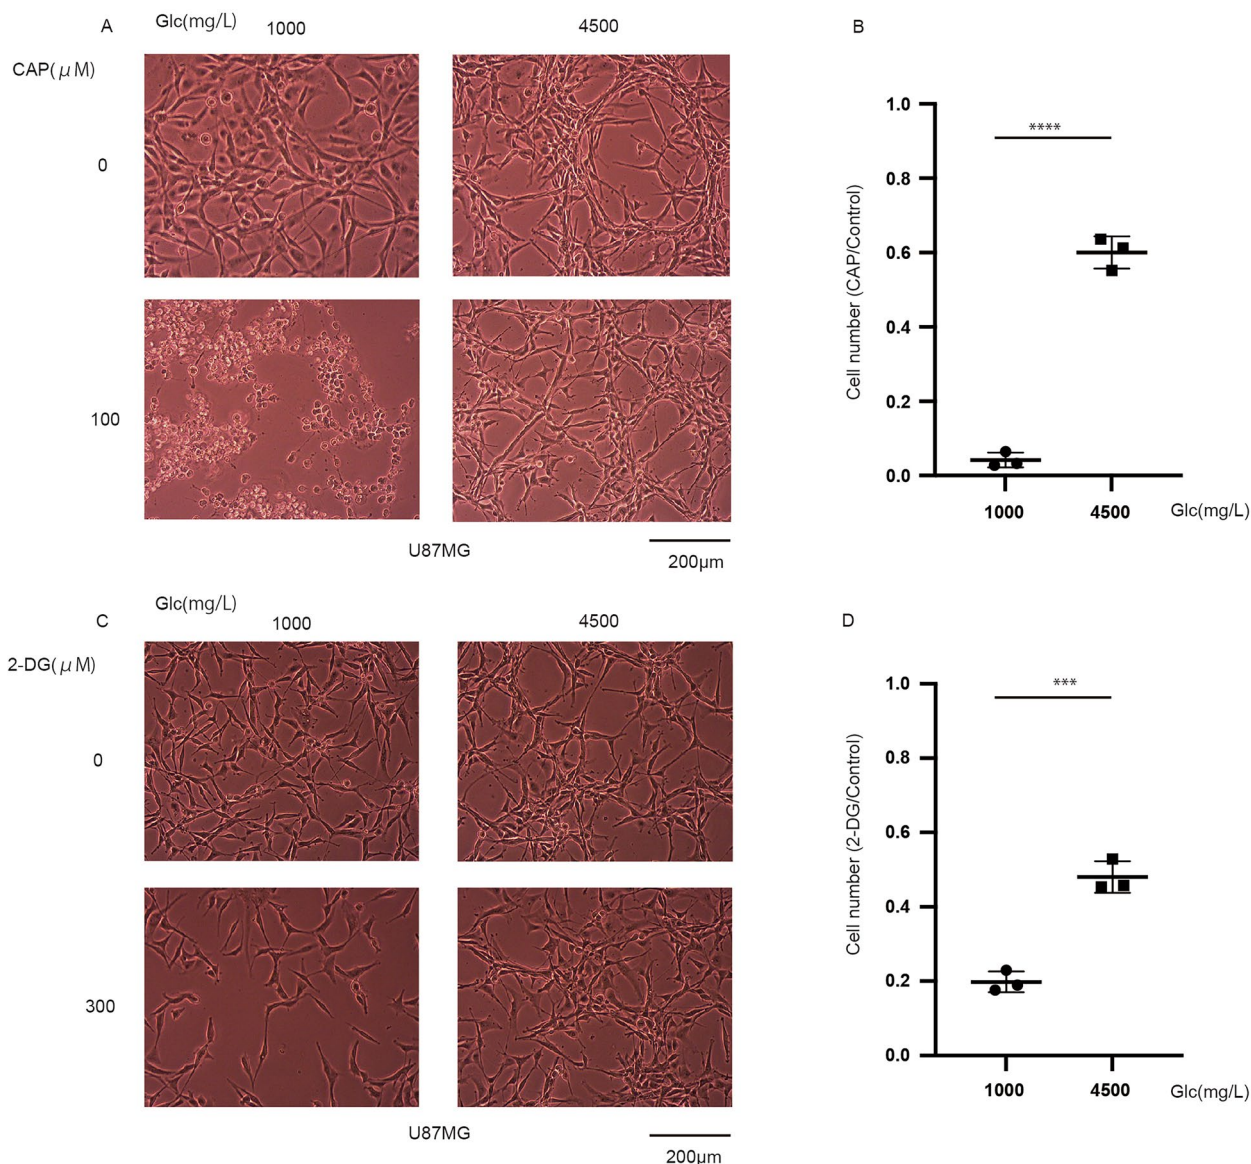 A
Glc(mg/L)
1000
4500
CAP(μM)
0
100
U87MG
200μm
B
Cell number (CAP/Control)
1.0
0.8
0.6
0.4
0.2
0.0
****
1000
4500
Glc(mg/L)
C
Glc(mg/L)
1000
4500
2-DG(μM)
0
300
U87MG
200μm
D
Cell number (2-DG/Control)
1.0
0.8
0.6
0.4
0.2
0.0
***
1000
4500
Glc(mg/L)